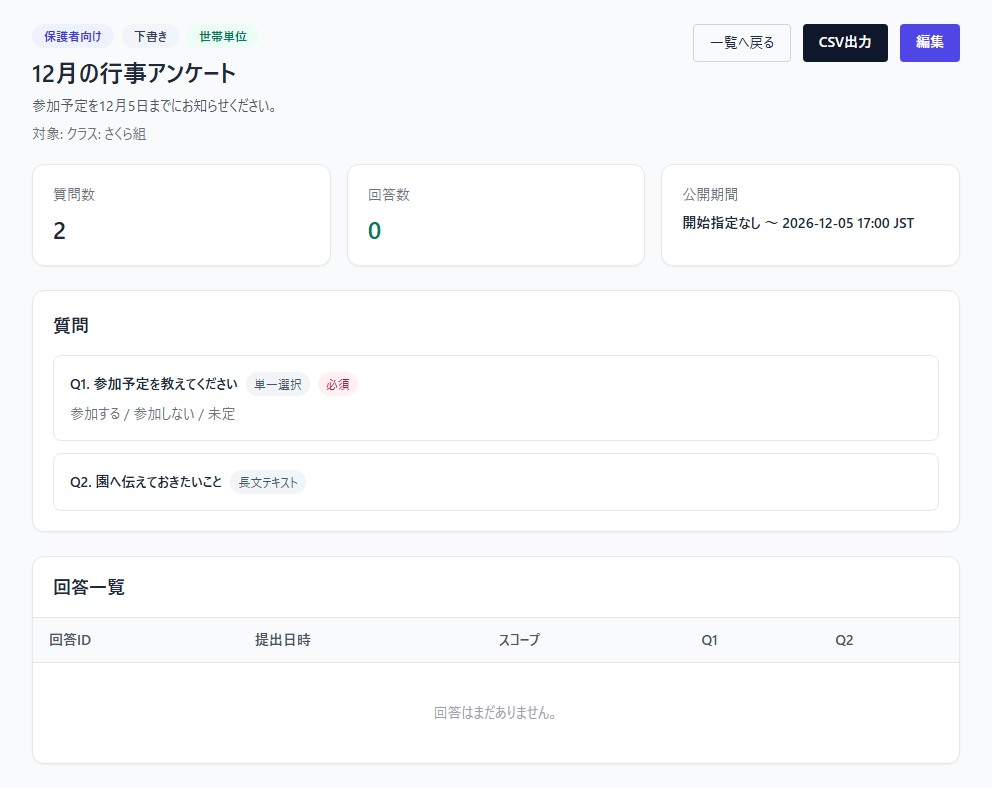 保護者向け 下書き 世帯単位
一覧へ戻る CSV出力 編集
12月の行事アンケート
参加予定を12月5日までにお知らせください。
対象: クラス: さくら組
質問数
2
回答数
0
公開期間
開始指定なし 〜 2026-12-05 17:00 JST
質問
Q1. 参加予定を教えてください 単一選択 必須
参加する / 参加しない / 未定
Q2. 園へ伝えておきたいこと 長文テキスト
回答一覧
回答ID 提出日時 スコープ Q1 Q2
回答はまだありません。